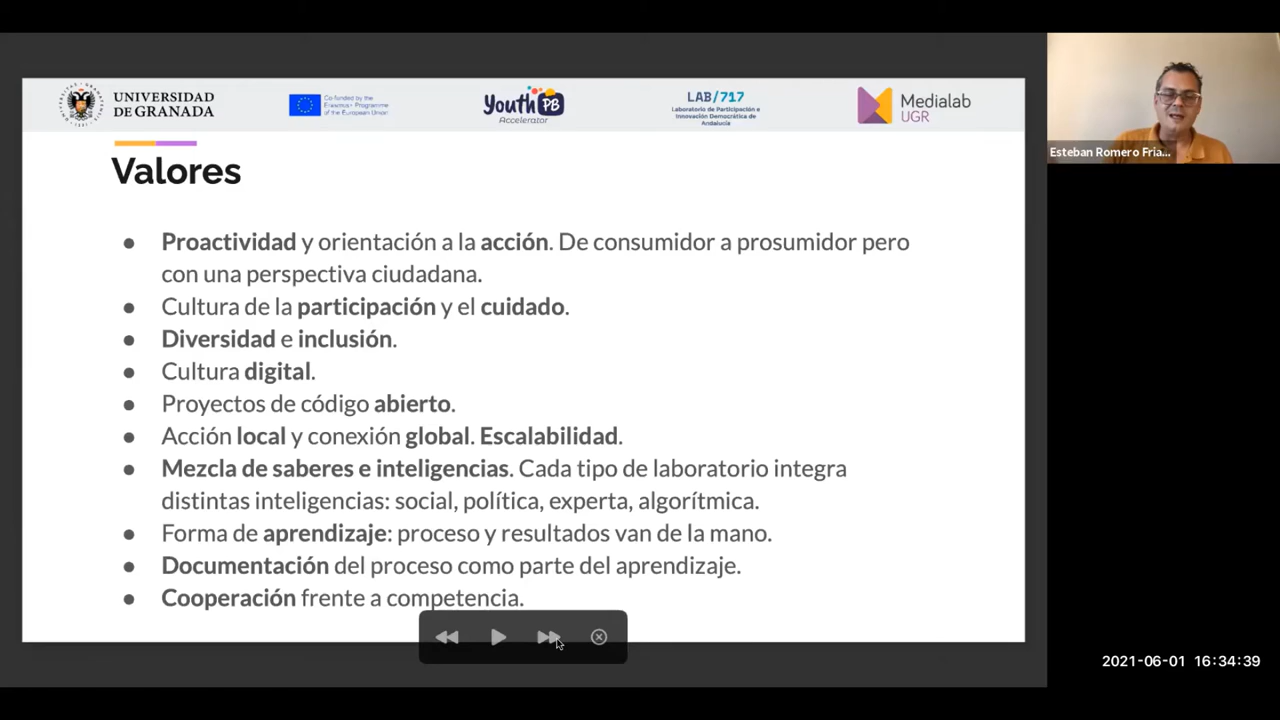 UNIVERSIDAD
DE GRANADA
Co-funded by the
Erasmus+ Programme
of the European Union
Youth PB
Accelerator
LAB/717
Laboratorio de Participación e
Innovación Democrática de
Andalucía
Medialab
UGR
Esteban Romero Fria...
Valores
● Proactividad y orientación a la acción. De consumidor a prosumidor pero
con una perspectiva ciudadana.
● Cultura de la participación y el cuidado.
● Diversidad e inclusión.
● Cultura digital.
● Proyectos de código abierto.
● Acción local y conexión global. Escalabilidad.
● Mezcla de saberes e inteligencias. Cada tipo de laboratorio integra
distintas inteligencias: social, política, experta, algorítmica.
● Forma de aprendizaje: proceso y resultados van de la mano.
● Documentación del proceso como parte del aprendizaje.
● Cooperación frente a competencia.
2021-06-01 16:34:39